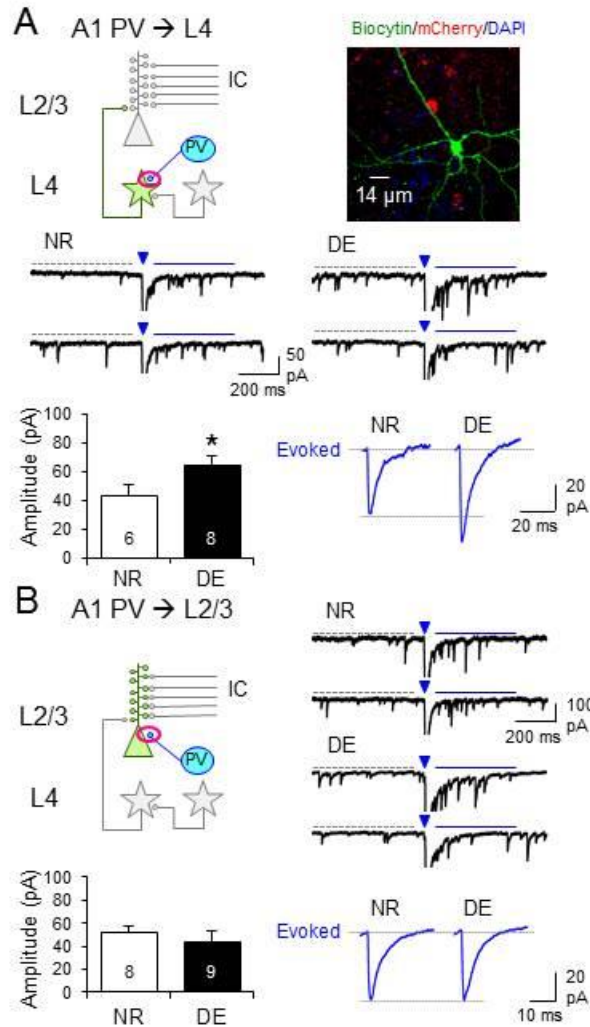 A
A1 PV → L4
Biocytin/mCherry/DAPI
IC
L2/3
PV
L4
14 µm
NR
DE
50
pA
200 ms
100
80
60
40
20
0
Amplitude (pA)
6
*
8
NR
DE
NR
DE
Evoked
20
pA
20 ms
B
A1 PV → L2/3
NR
IC
L2/3
PV
L4
100
pA
200 ms
DE
100
80
60
40
20
0
Amplitude (pA)
8
9
NR
DE
NR
DE
Evoked
20
pA
10 ms